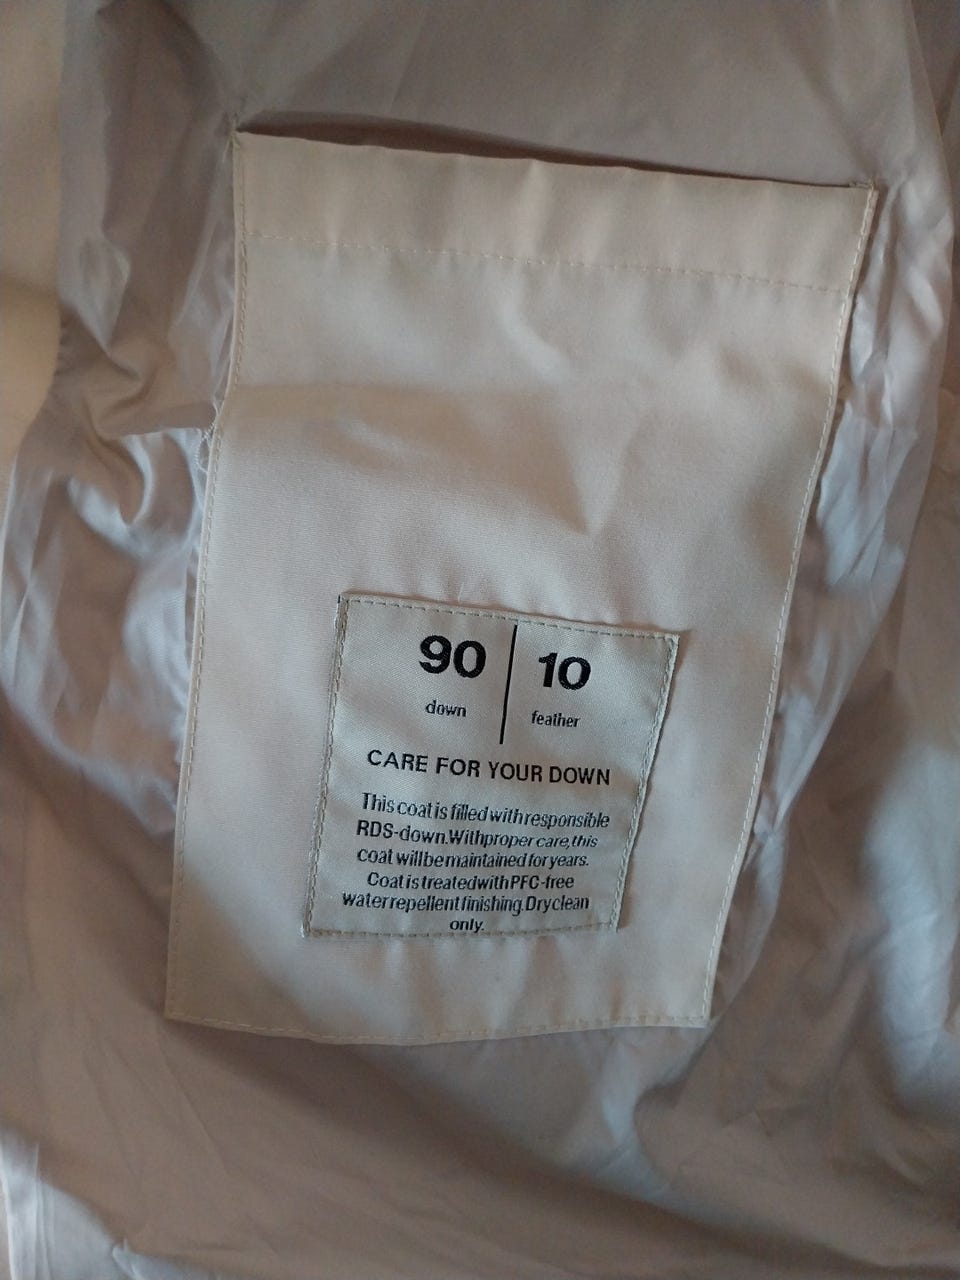 90 10
down feather
CARE FOR YOUR DOWN
This coat is filled with responsible
RDS-down. With proper care, this
coat will be maintained for years.
Coat is treated with PFC-free
water repellent finishing. Dry clean
only.